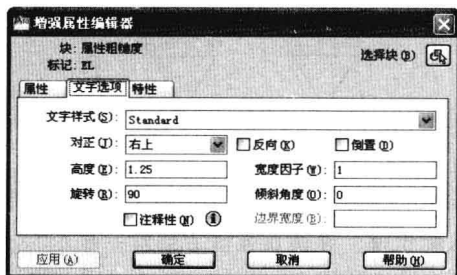 增强属性编辑器
块: 属性粗糙度
标记: ZL
选择块(B)
属性 文字选项 特性
文字样式(S): Standard
对正(J): 右上 反向(K) 倒置(D)
高度(E): 1.25 宽度因子(W): 1
旋转(R): 90 倾斜角度(O): 0
注释性(N) 边界宽度(B):
应用(A) 确定 取消 帮助(H)